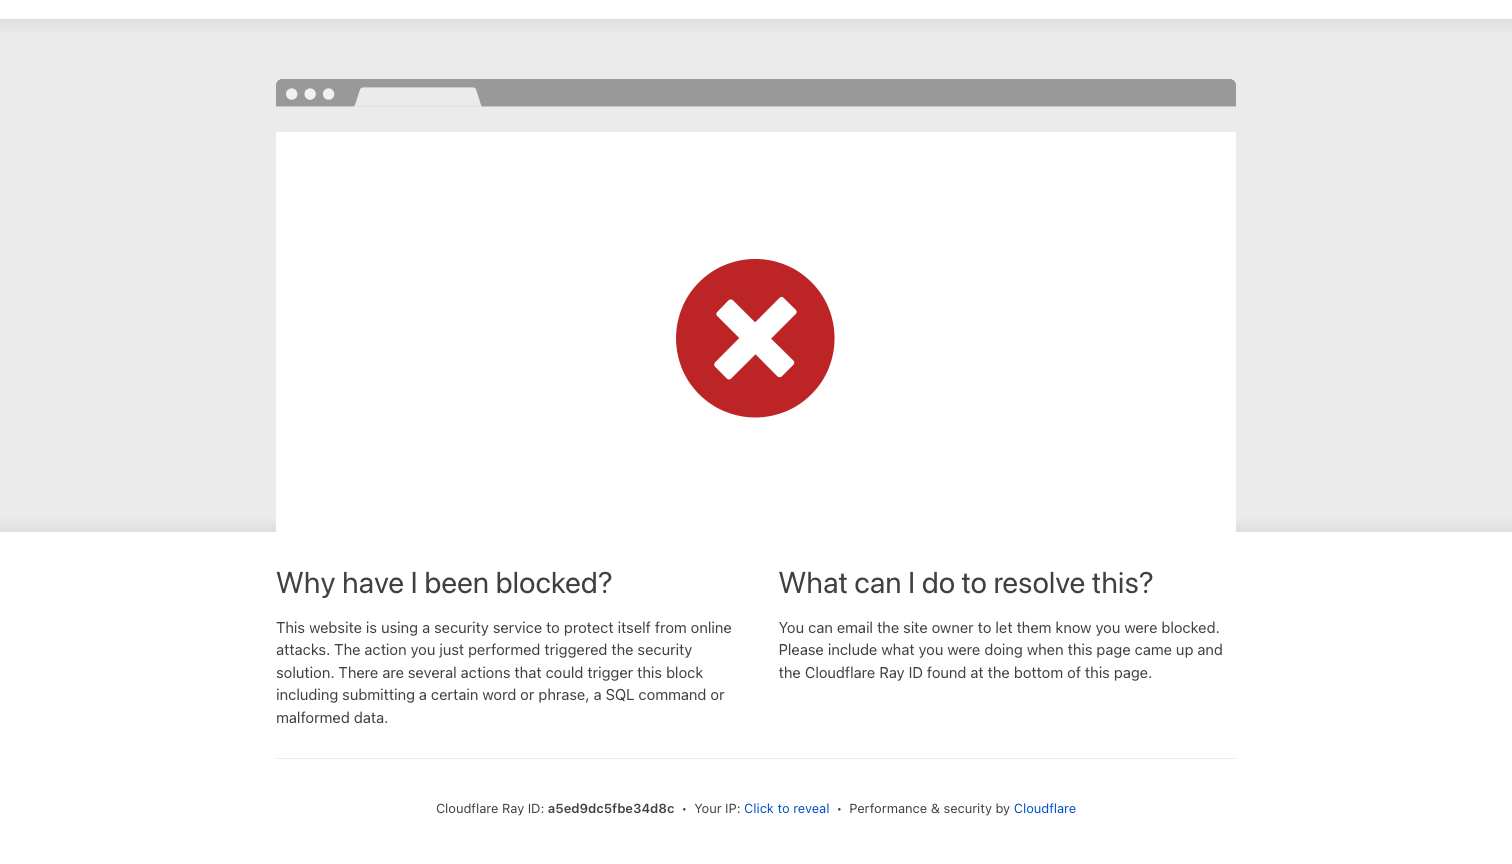 Why have I been blocked?
This website is using a security service to protect itself from online
attacks. The action you just performed triggered the security
solution. There are several actions that could trigger this block
including submitting a certain word or phrase, a SQL command or
malformed data.
What can I do to resolve this?
You can email the site owner to let them know you were blocked.
Please include what you were doing when this page came up and
the Cloudflare Ray ID found at the bottom of this page.
Cloudflare Ray ID: a5ed9dc5fbe34d8c • Your IP: Click to reveal • Performance & security by Cloudflare